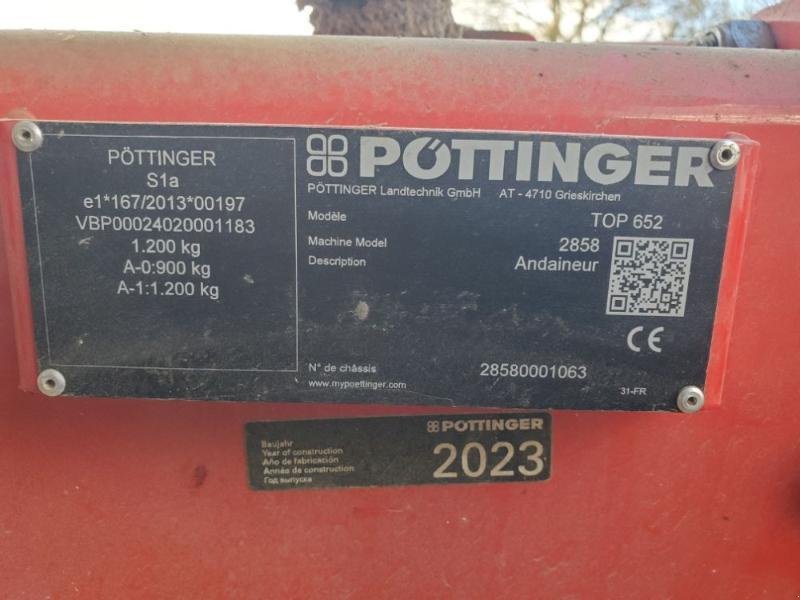 PÖTTINGER
S1a
e1*167/2013*00197
VBP00024020001183
1.200 kg
A-0:900 kg
A-1:1.200 kg
PÖTTINGER
PÖTTINGER Landtechnik GmbH AT - 4710 Grieskirchen
Modèle TOP 652
Machine Model 2858
Description Andaineur
CE
N° de châssis 28580001063
www.mypoettinger.com
31-FR
PÖTTINGER
Baujahr
Year of construction
Año de fabricación
Année de construction
Год выпуска
2023